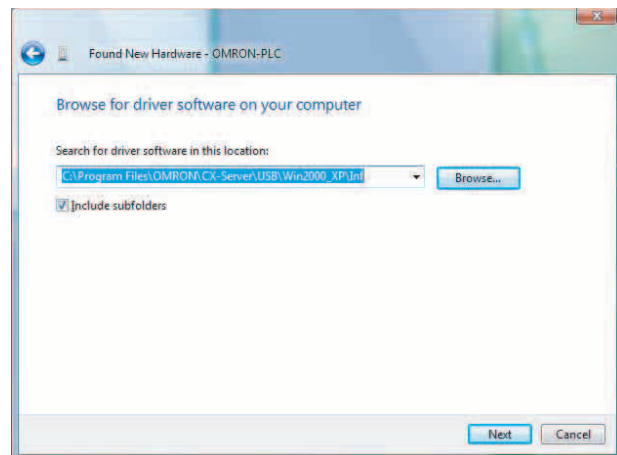 Found New Hardware - OMRON-PLC
Browse for driver software on your computer
Search for driver software in this location:
C:\Program Files\OMRON\CX-Server\USB\Win2000_XP\Inf
Browse...
Include subfolders
Next
Cancel